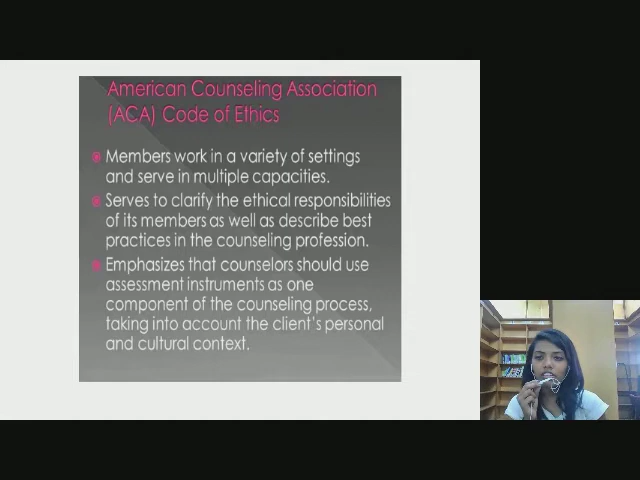 American Counseling Association
(ACA) Code of Ethics
Members work in a variety of settings
and serve in multiple capacities.
Serves to clarify the ethical responsibilities
of its members as well as describe best
practices in the counseling profession.
Emphasizes that counselors should use
assessment instruments as one
component of the counseling process,
taking into account the client's personal
and cultural context.